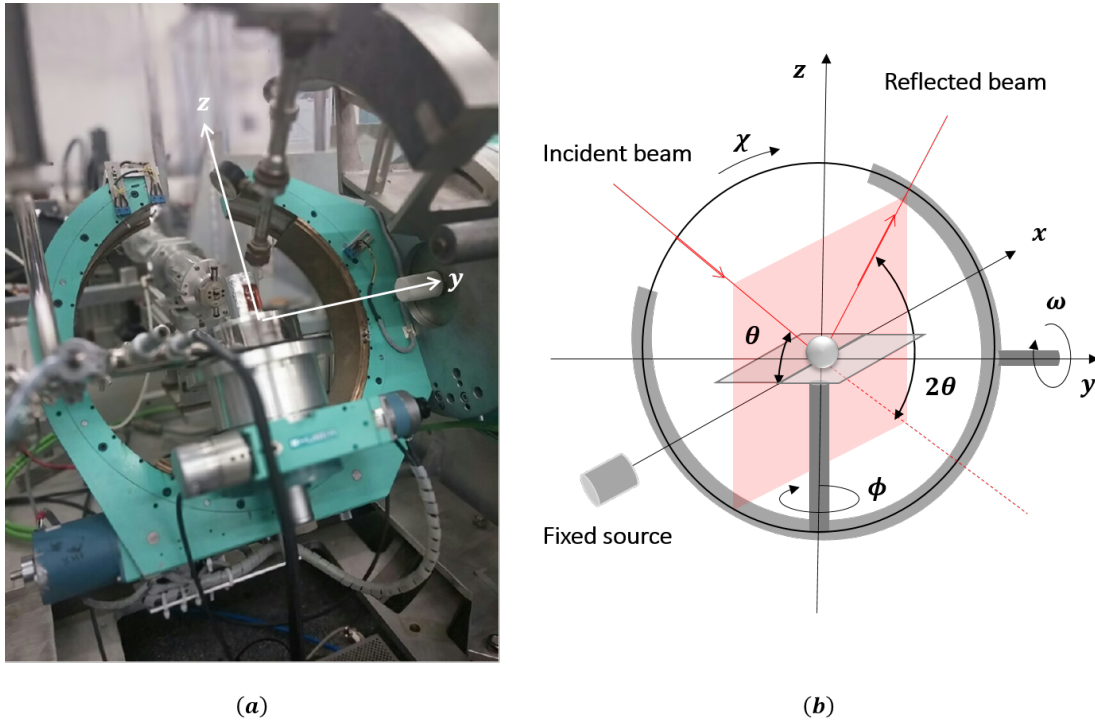 z
y
(a)
z
Reflected beam
Incident beam
χ
x
ω
θ
y
2θ
ϕ
Fixed source
(b)